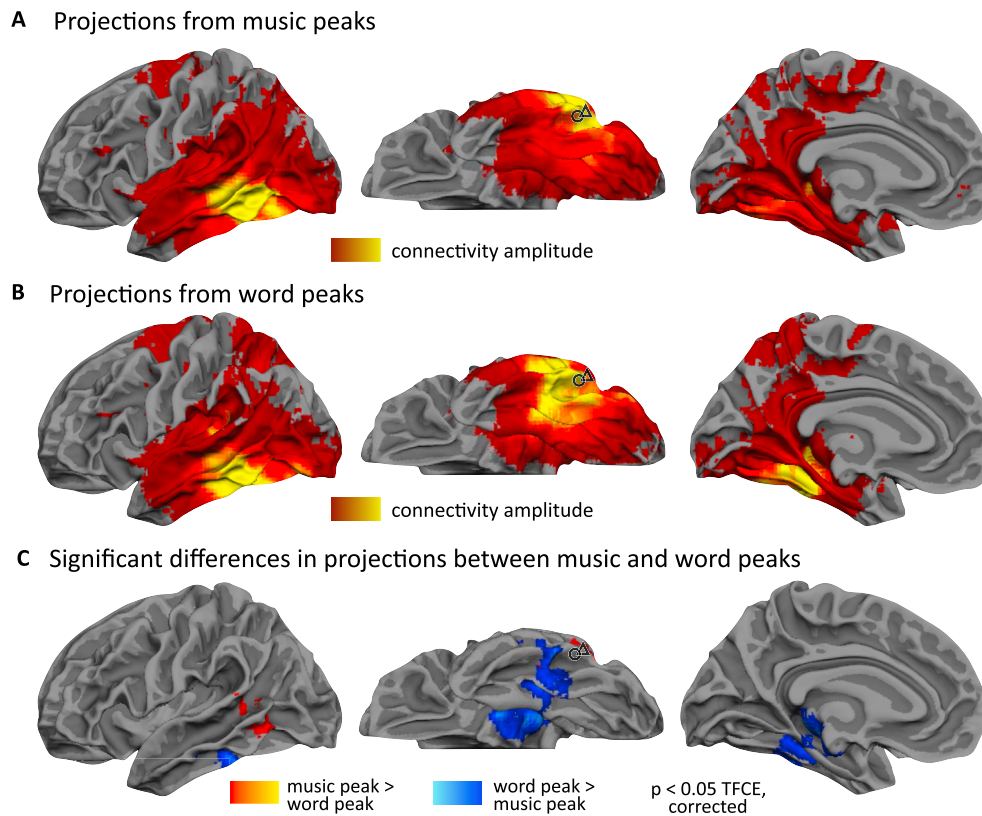 A Projections from music peaks
connectivity amplitude
B Projections from word peaks
connectivity amplitude
C Significant differences in projections between music and word peaks
music peak >
word peak
word peak >
music peak
p < 0.05 TFCE,
corrected